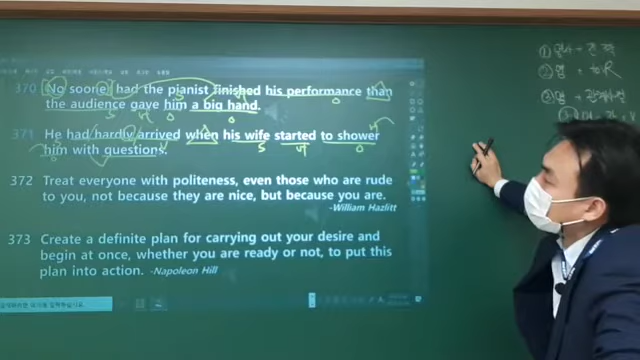 370 No sooner had the pianist finished his performance than
the audience gave him a big hand.
371 He had hardly arrived when his wife started to shower
him with questions.
372 Treat everyone with politeness, even those who are rude
to you, not because they are nice, but because you are.
-William Hazlitt
373 Create a definite plan for carrying out your desire and
begin at once, whether you are ready or not, to put this
plan into action. -Napoleon Hill